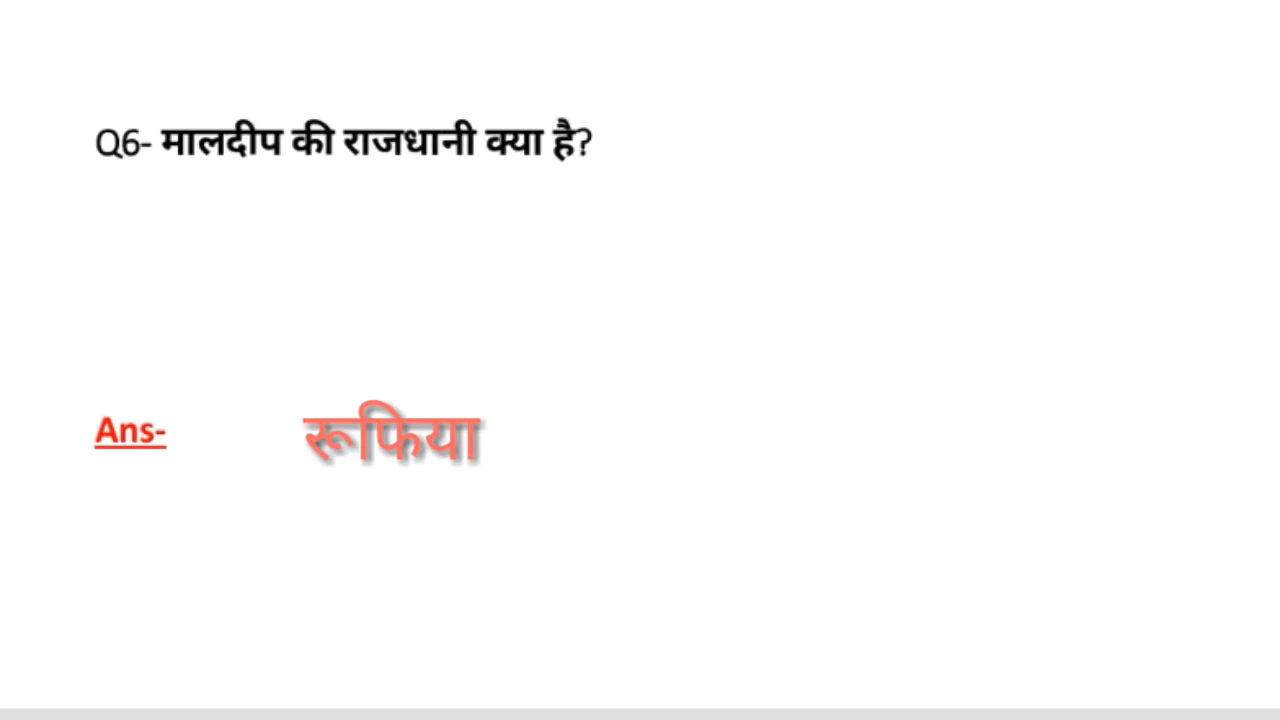 Q6- मालदीप की राजधानी क्या है?
Ans- रूफिया